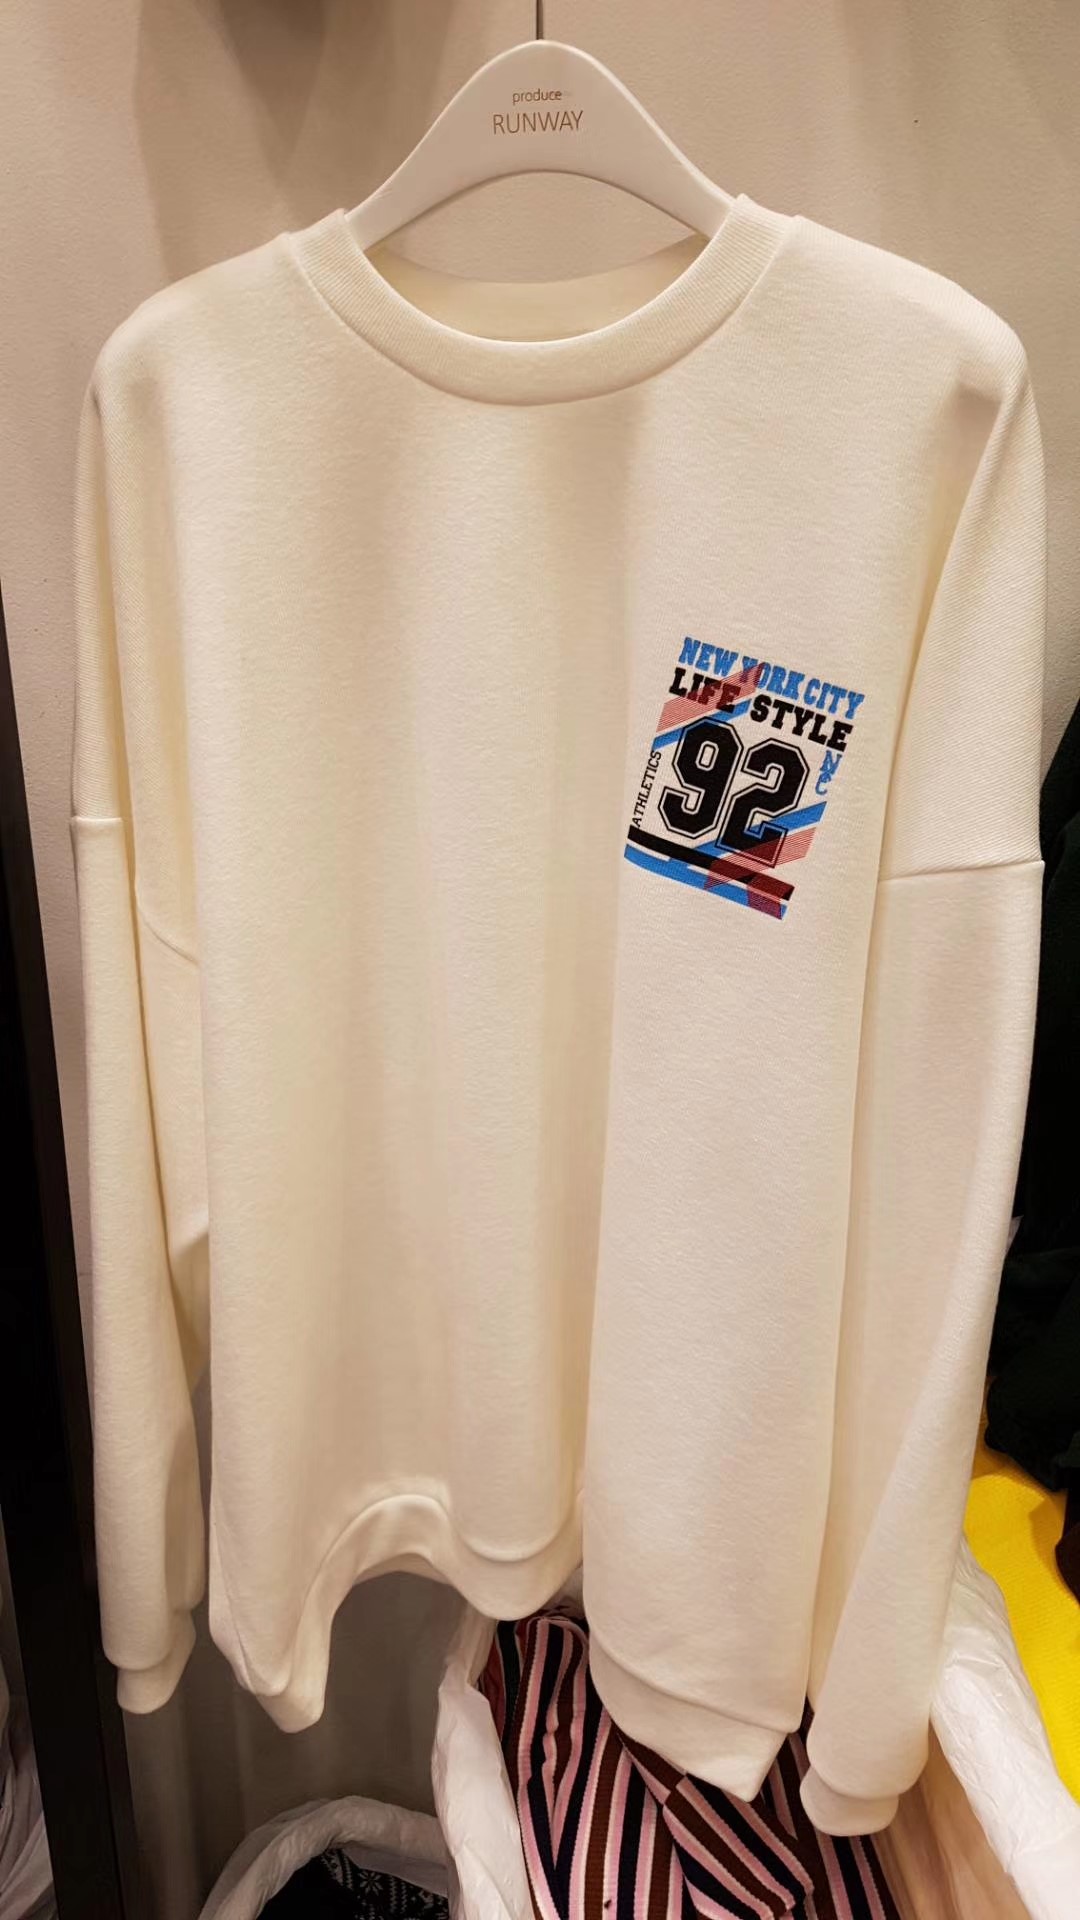 produce
RUNWAY
NEW YORK CITY
LIFE STYLE
92
ATHLETICS
NYC